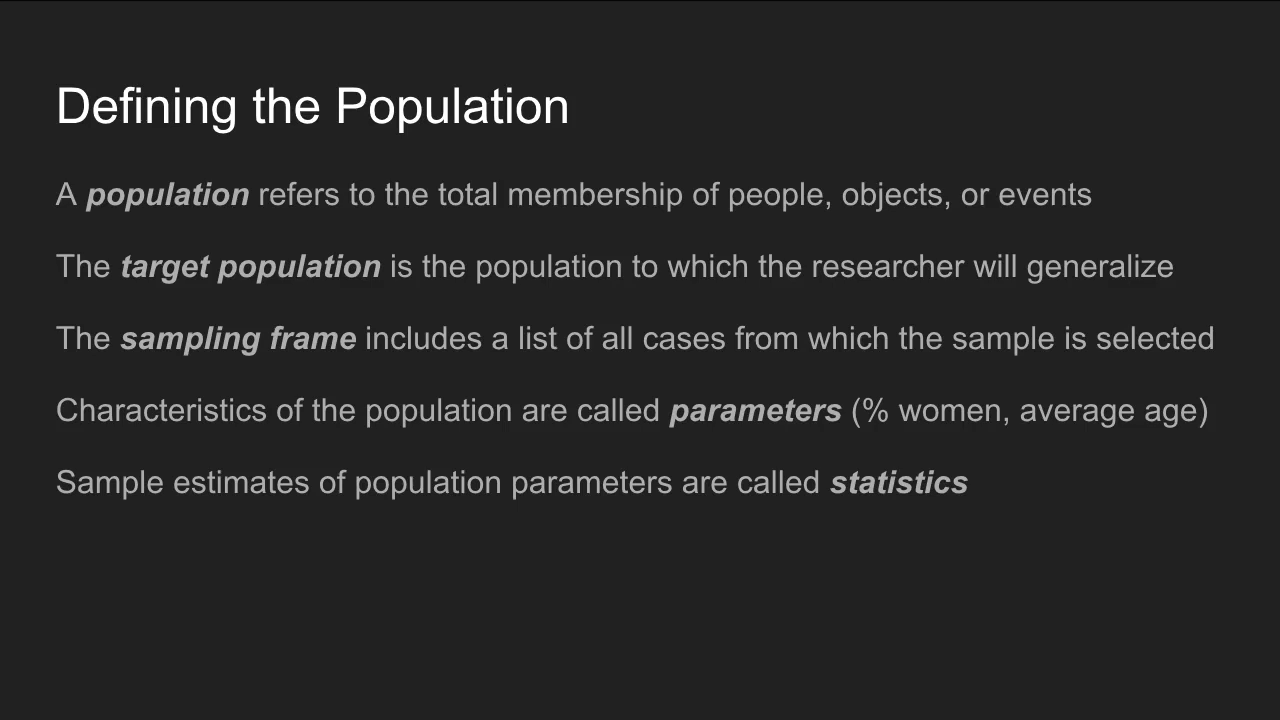 Defining the Population
A population refers to the total membership of people, objects, or events
The target population is the population to which the researcher will generalize
The sampling frame includes a list of all cases from which the sample is selected
Characteristics of the population are called parameters (% women, average age)
Sample estimates of population parameters are called statistics